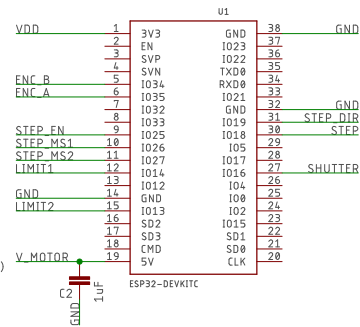 U1
VDD 1 3V3 GND 38 GND
2 EN IO23 37
3 SVP IO22 36
4 SVN TXD0 35
ENC_B 5 IO34 RXD0 34
ENC_A 6 IO35 IO21 33
7 IO32 GND 32 GND
8 IO33 IO19 31 STEP_DIR
STEP_EN 9 IO25 IO18 30 STEP
STEP_MS1 10 IO26 IO5 29
STEP_MS2 11 IO27 IO17 28
LIMIT1 12 IO14 IO16 27 SHUTTER
13 IO12 IO4 26
GND 14 GND IO0 25
LIMIT2 15 IO13 IO2 24
16 SD2 IO15 23
17 SD3 SD1 22
18 CMD SD0 21
V_MOTOR 19 5V CLK 20
)
ESP32-DEVKITC
C2
1uF
GND